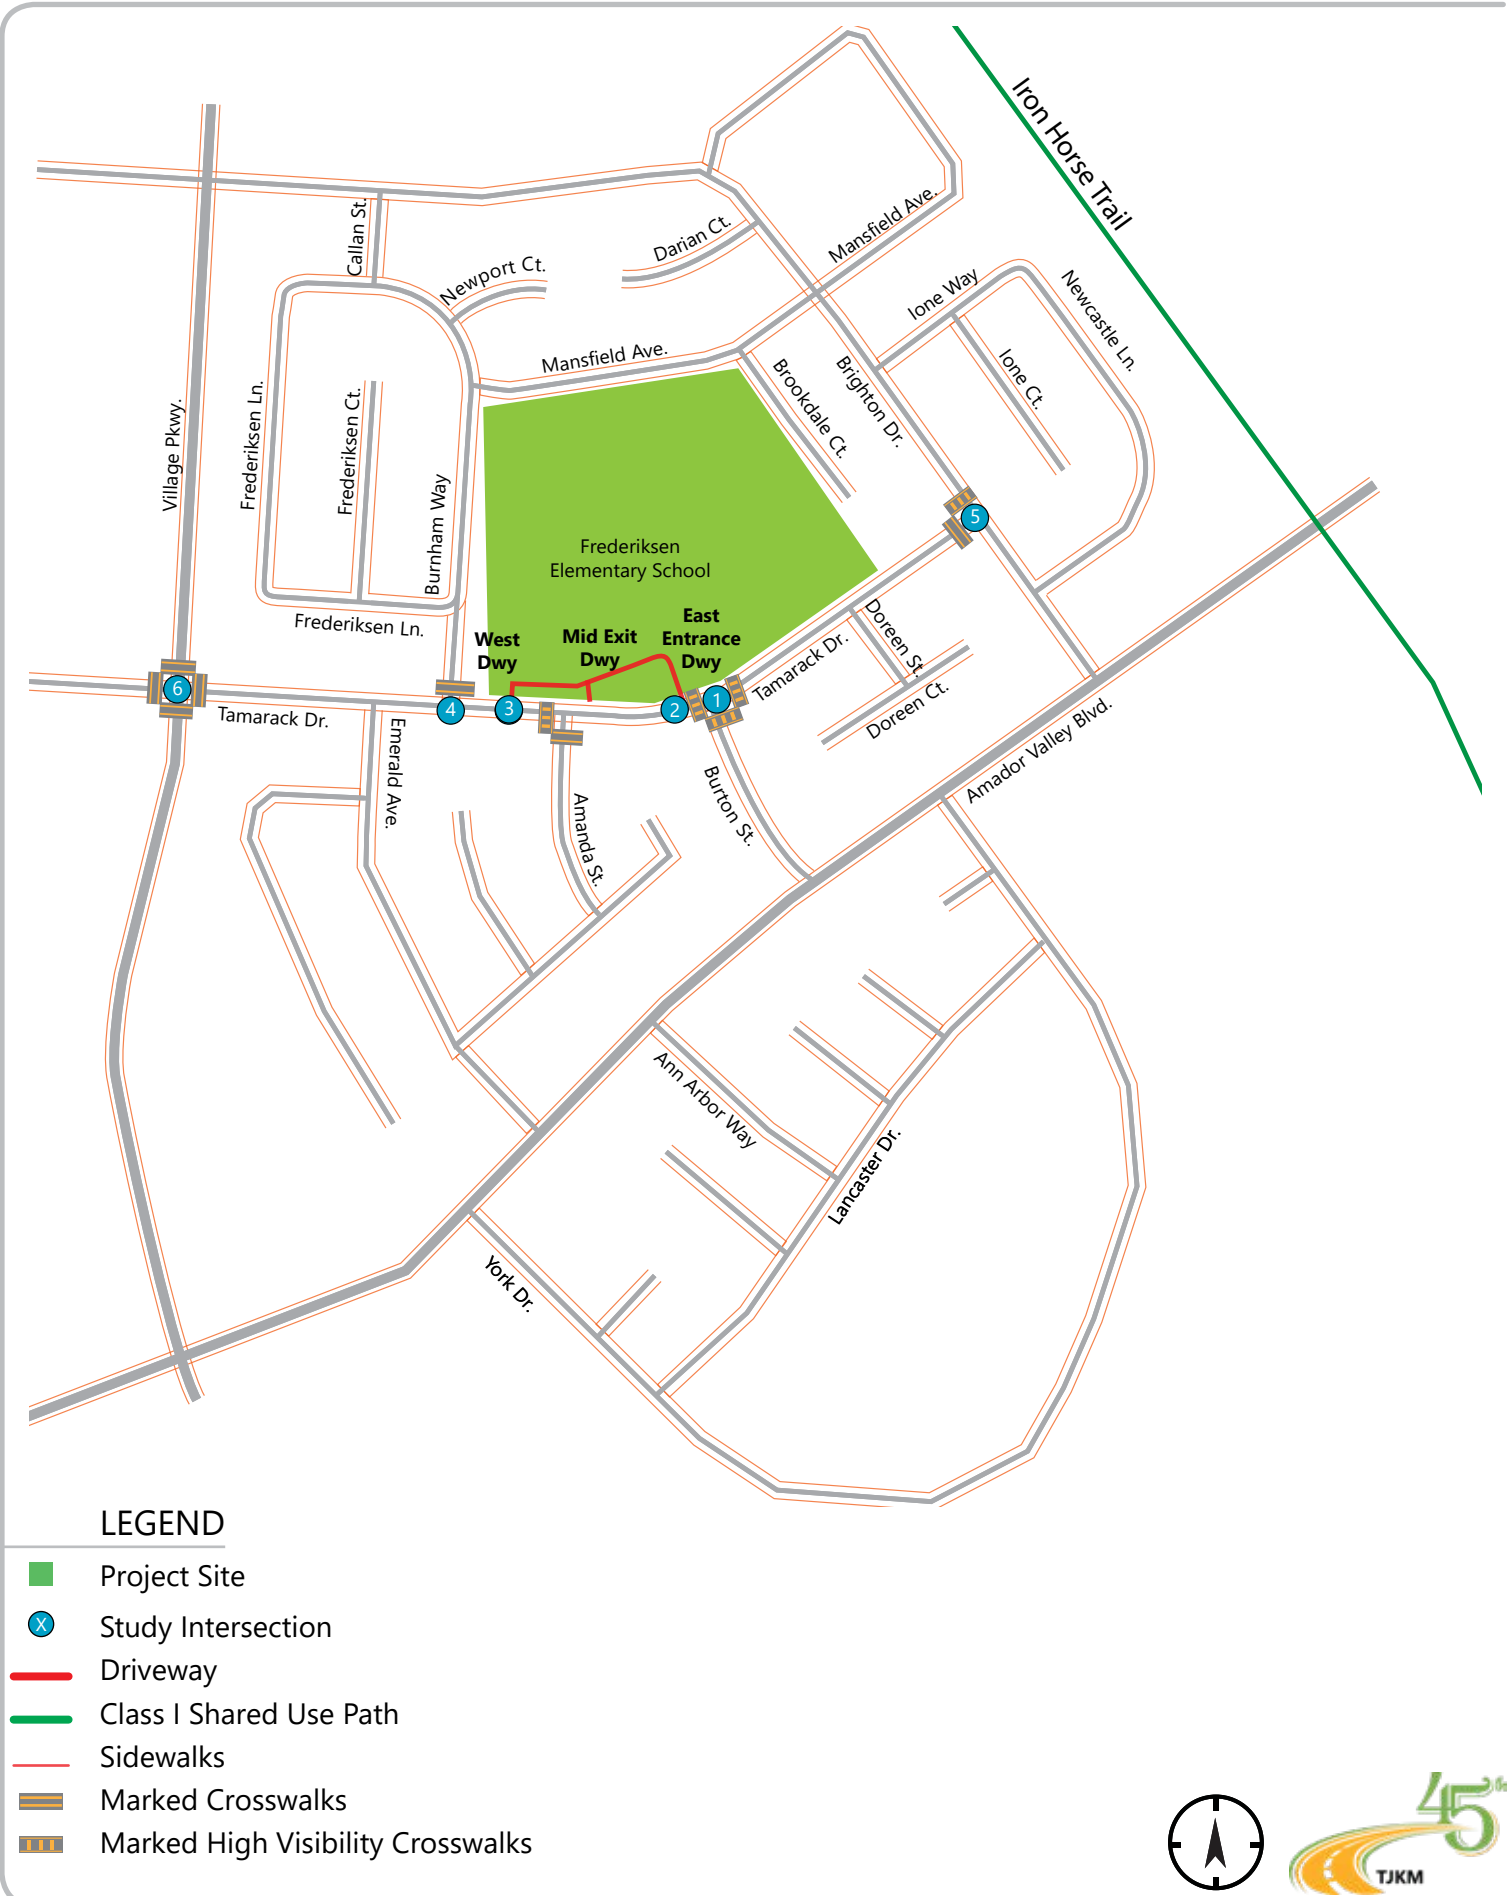 Iron Horse Trail
Callan St.
Newport Ct.
Darian Ct.
Mansfield Ave.
Ione Way
Newcastle Ln.
Ione Ct.
Mansfield Ave.
Brookdale Ct.
Brighton Dr.
Village Pkwy.
Frederiksen Ln.
Frederiksen Ct.
Burnham Way
5
Frederiksen
Elementary School
Frederiksen Ln.
West
Dwy
Mid Exit
Dwy
East
Entrance
Dwy
Doreen St.
Tamarack Dr.
Doreen Ct.
6
4
3
2
1
Tamarack Dr.
Emerald Ave.
Amanda St.
Burton St.
Amador Valley Blvd.
Ann Arbor Way
Lancaster Dr.
York Dr.
LEGEND
Project Site
X
Study Intersection
Driveway
Class I Shared Use Path
Sidewalks
Marked Crosswalks
Marked High Visibility Crosswalks
45th
TJKM